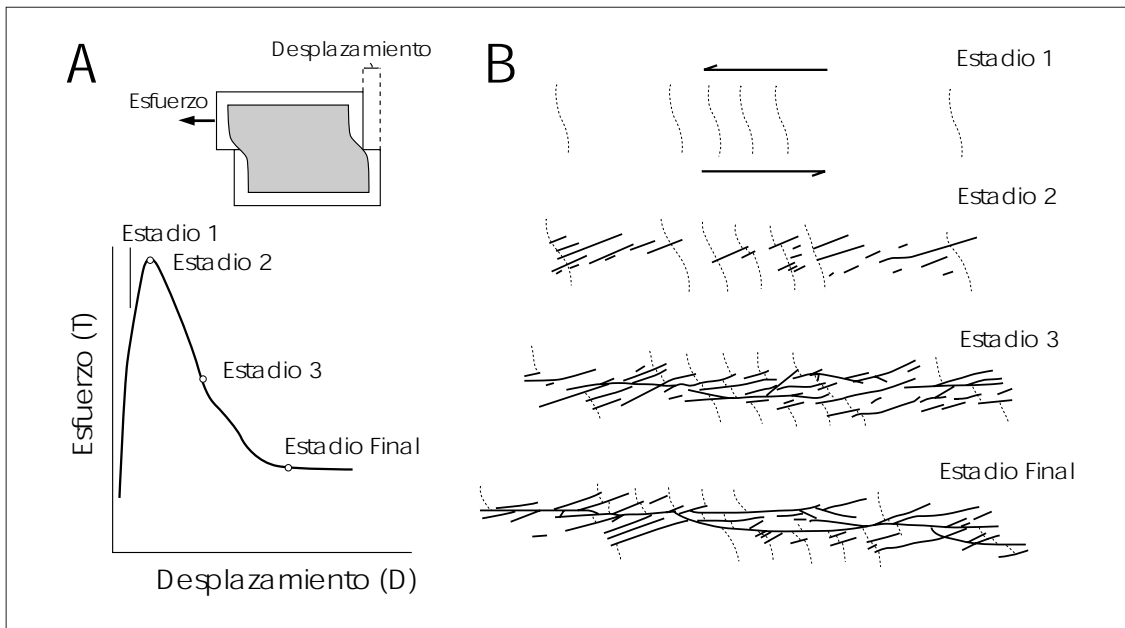 A
Desplazamiento
Esfuerzo
Estadio 1
Estadio 2
Estadio 3
Estadio Final
Esfuerzo (T)
Desplazamiento (D)
B
Estadio 1
Estadio 2
Estadio 3
Estadio Final